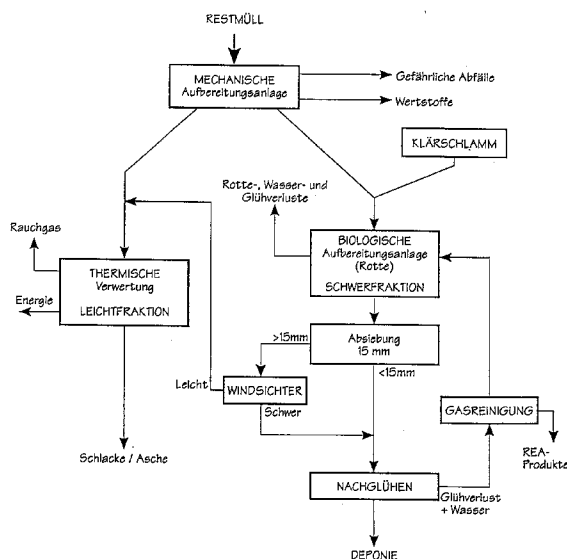 RESTMÜLL
MECHANISCHE
Aufbereitungsanlage
Gefährliche Abfälle
Wertstoffe
KLÄRSCHLAMM
Rotte-, Wasser- und
Glühverluste
Rauchgas
THERMISCHE
Verwertung
LEICHTFRAKTION
Energie
BIOLOGISCHE
Aufbereitungsanlage
(Rotte)
SCHWERFRAKTION
Absiebung
15 mm
>15mm
<15mm
Leicht
WINDSICHTER
Schwer
GASREINIGUNG
REA-
Produkte
Schlacke / Asche
NACHGLÜHEN
Glühverlust
+ Wasser
DEPONIE